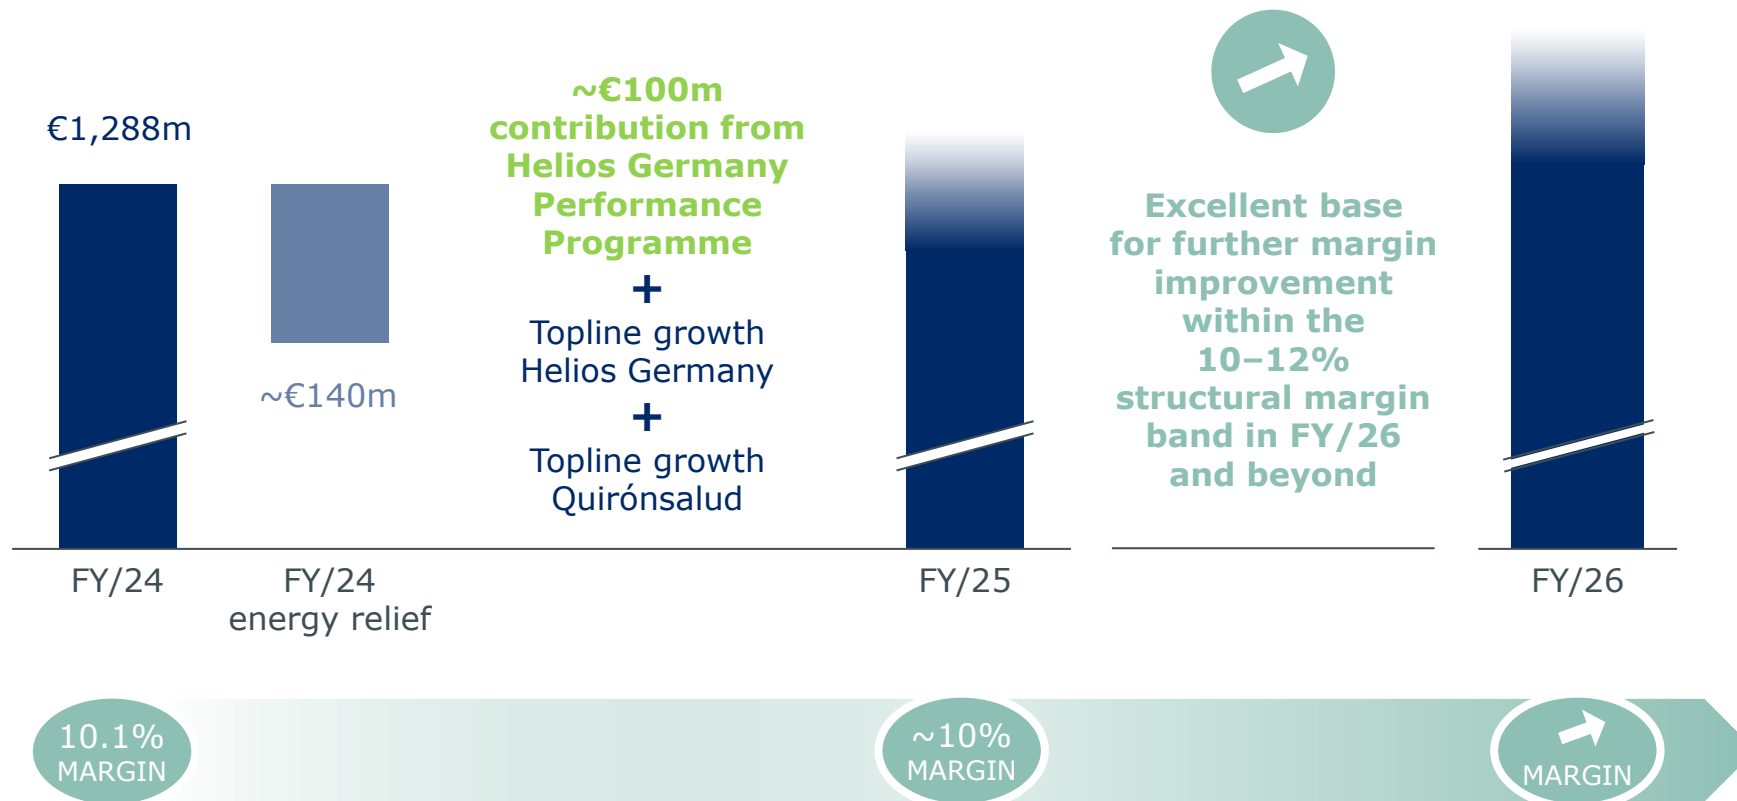 €1,288m
~€140m
~€100m
contribution from
Helios Germany
Performance
Programme
+
Topline growth
Helios Germany
+
Topline growth
Quirónsalud
Excellent base
for further margin
improvement
within the
10–12%
structural margin
band in FY/26
and beyond
FY/24
FY/24
energy relief
FY/25
FY/26
10.1%
MARGIN
~10%
MARGIN
MARGIN